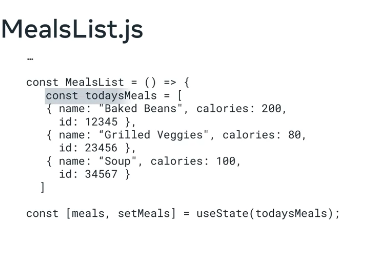 MealsList.js
…
const MealsList = () => {
const todaysMeals = [
{ name: "Baked Beans", calories: 200,
id: 12345 },
{ name: "Grilled Veggies", calories: 80,
id: 23456 },
{ name: "Soup", calories: 100,
id: 34567 }
]
const [meals, setMeals] = useState(todaysMeals);